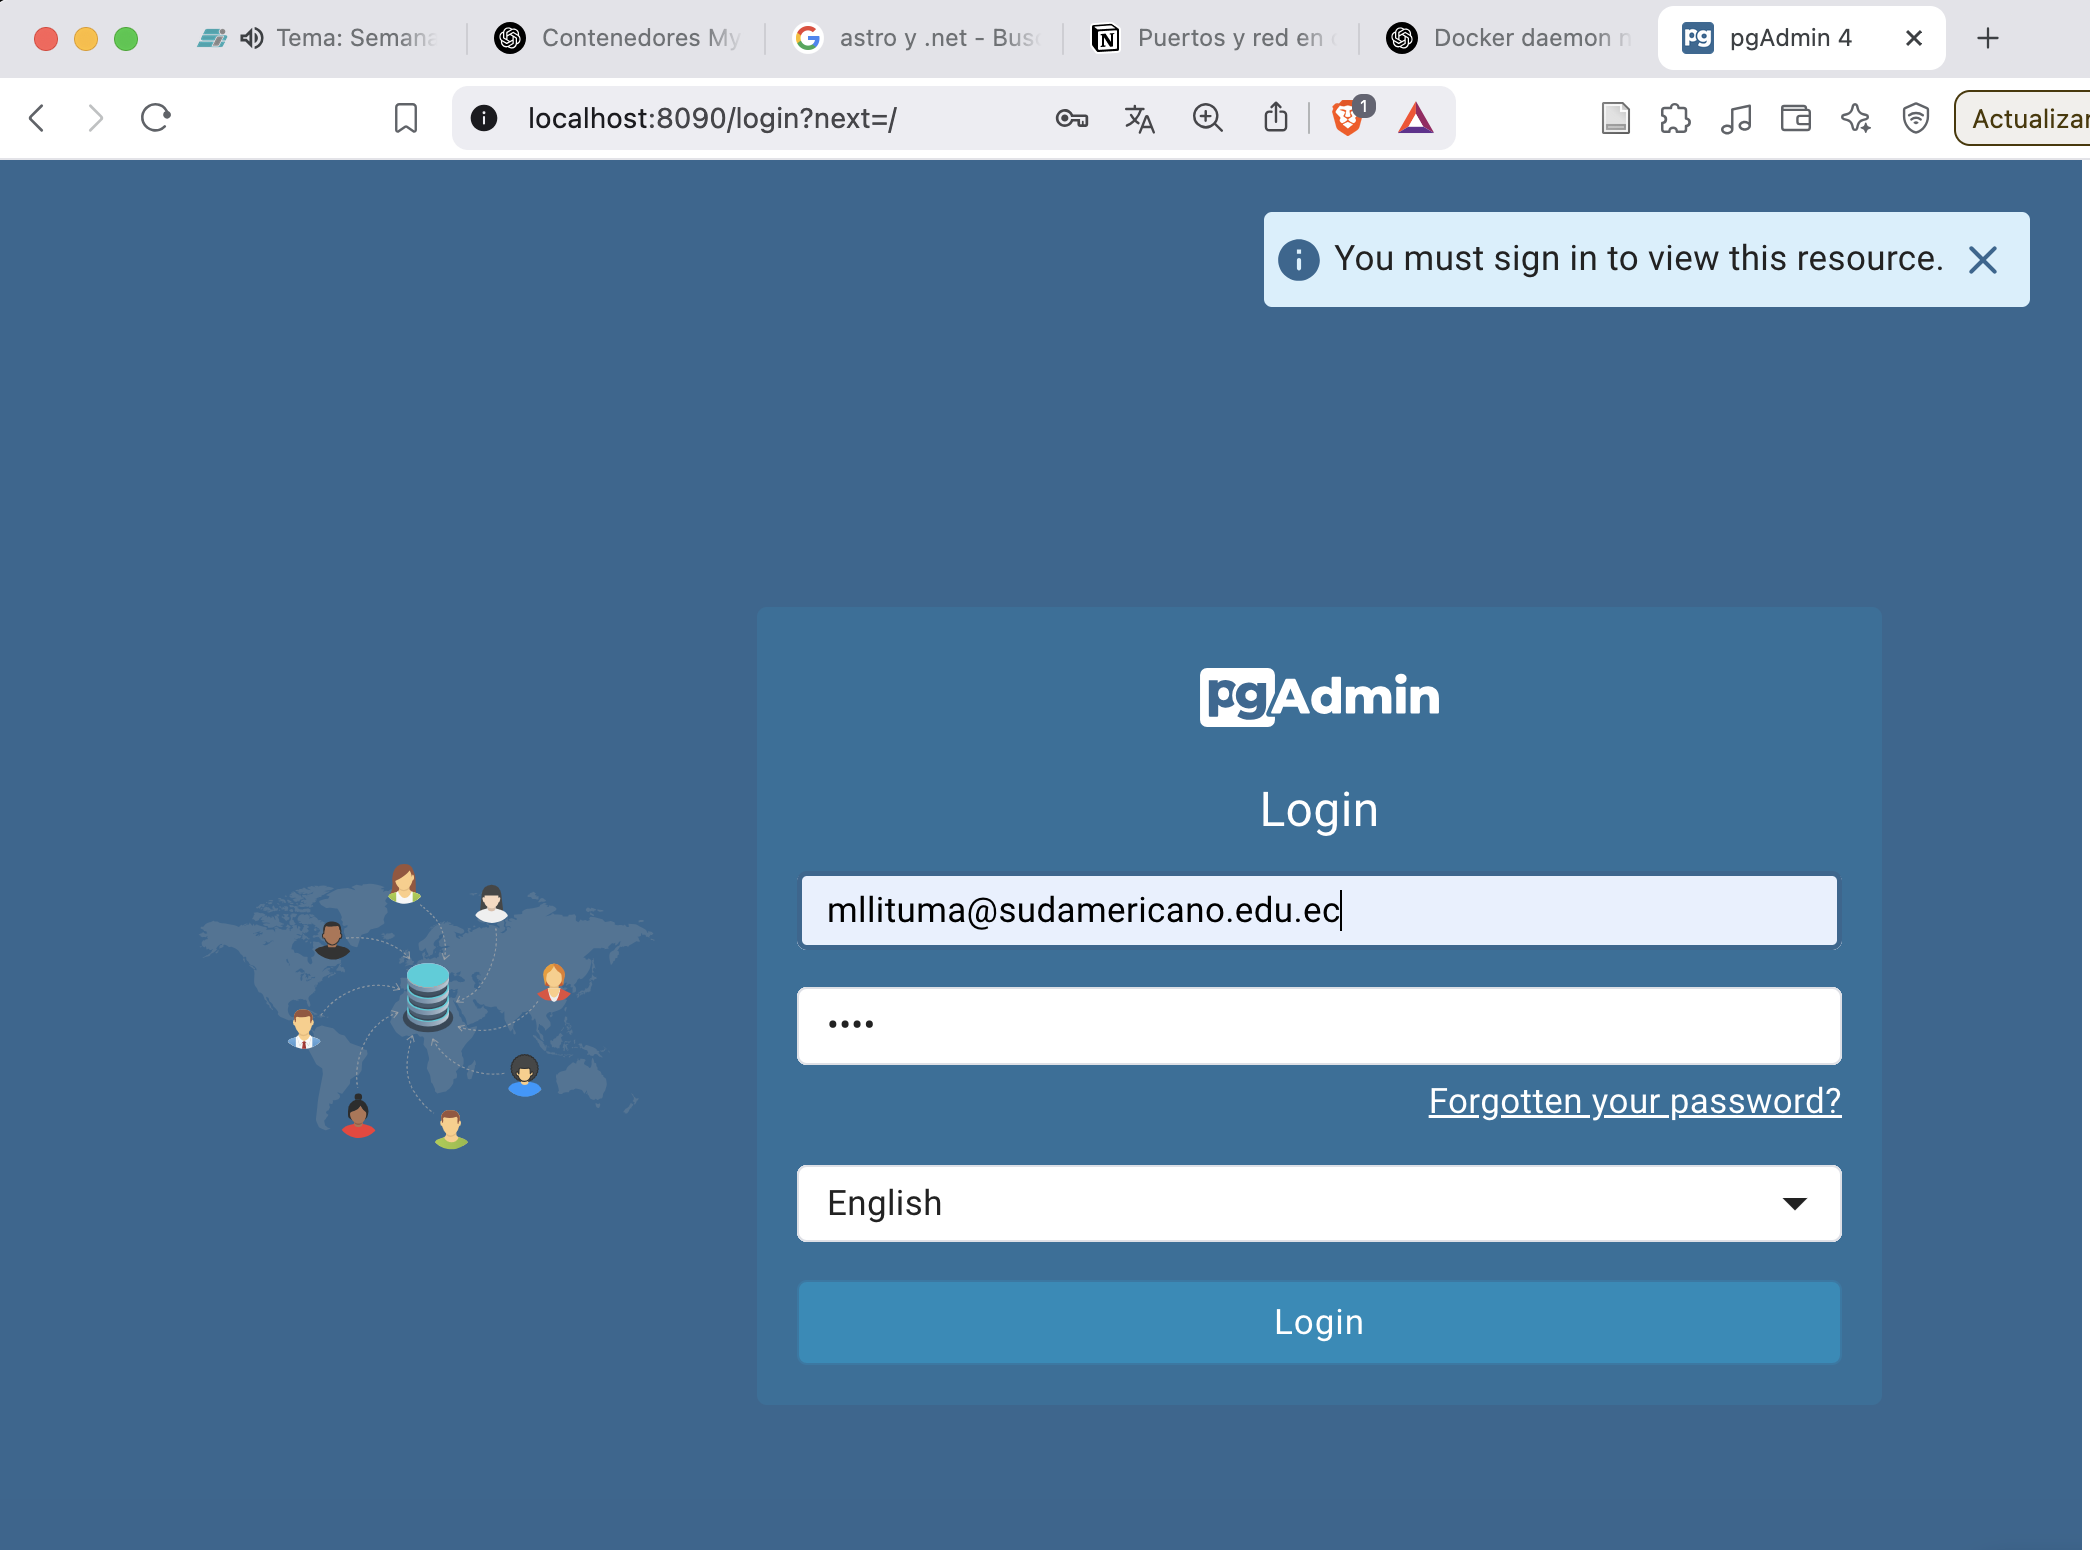 Tema: Semana
Contenedores My
astro y .net - Bus
Puertos y red en
Docker daemon n
pg
pgAdmin 4
localhost:8090/login?next=/
1
Actualizar
You must sign in to view this resource.
pgAdmin
Login
mllituma@sudamericano.edu.ec
••••
Forgotten your password?
English
Login